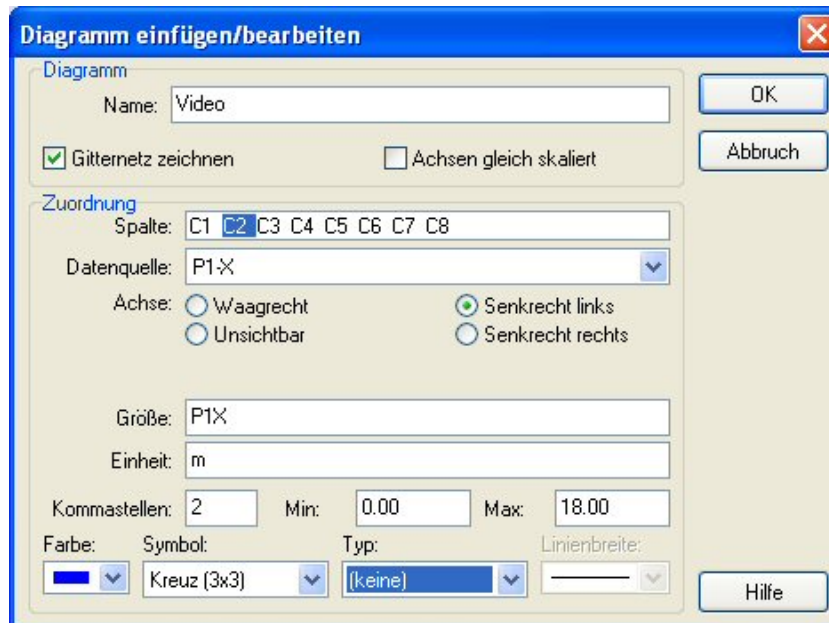 Diagramm einfügen/bearbeiten
Diagramm
Name: Video
OK
Gitternetz zeichnen Achsen gleich skaliert
Abbruch
Zuordnung
Spalte: C1 C2 C3 C4 C5 C6 C7 C8
Datenquelle: P1-X
Achse: Waagrecht Senkrecht links
Unsichtbar Senkrecht rechts
Größe: P1X
Einheit: m
Kommastellen: 2 Min: 0.00 Max: 18.00
Farbe: Symbol: Typ: Linienbreite:
Kreuz (3x3) (keine)
Hilfe